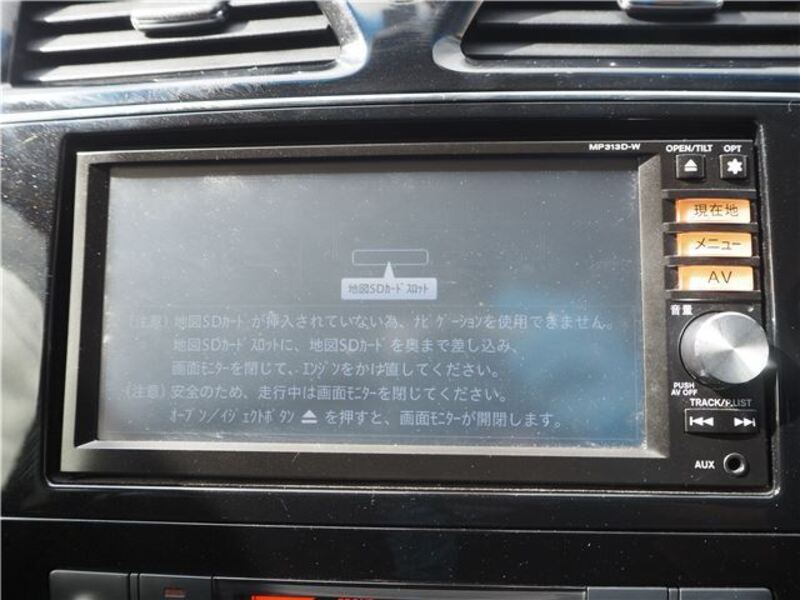 MP313D-W
OPEN/TILT OPT
現在地
メニュー
AV
音量
PUSH
AV OFF
TRACK/P.LIST
AUX
地図SDカードスロット
(注意) 地図SDカードが挿入されていない為、ナビゲーションを使用できません。
地図SDカードスロットに、地図SDカードを奥まで差し込み、
画面モニターを閉じて、エンジンをかけ直してください。
(注意) 安全のため、走行中は画面モニターを閉じてください。
オープン/イジェクトボタン ⏏ を押すと、画面モニターが開閉します。